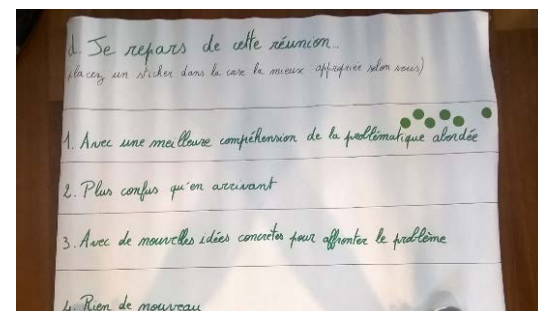 d. Je repars de cette réunion...
placez un sticker dans la case la mieux appropriée selon vous)
1. Avec une meilleure compréhension de la problématique abordée
2. Plus confus qu'en arrivant
3. Avec de nouvelles idées concrètes pour affronter le problème
4. Rien de nouveau